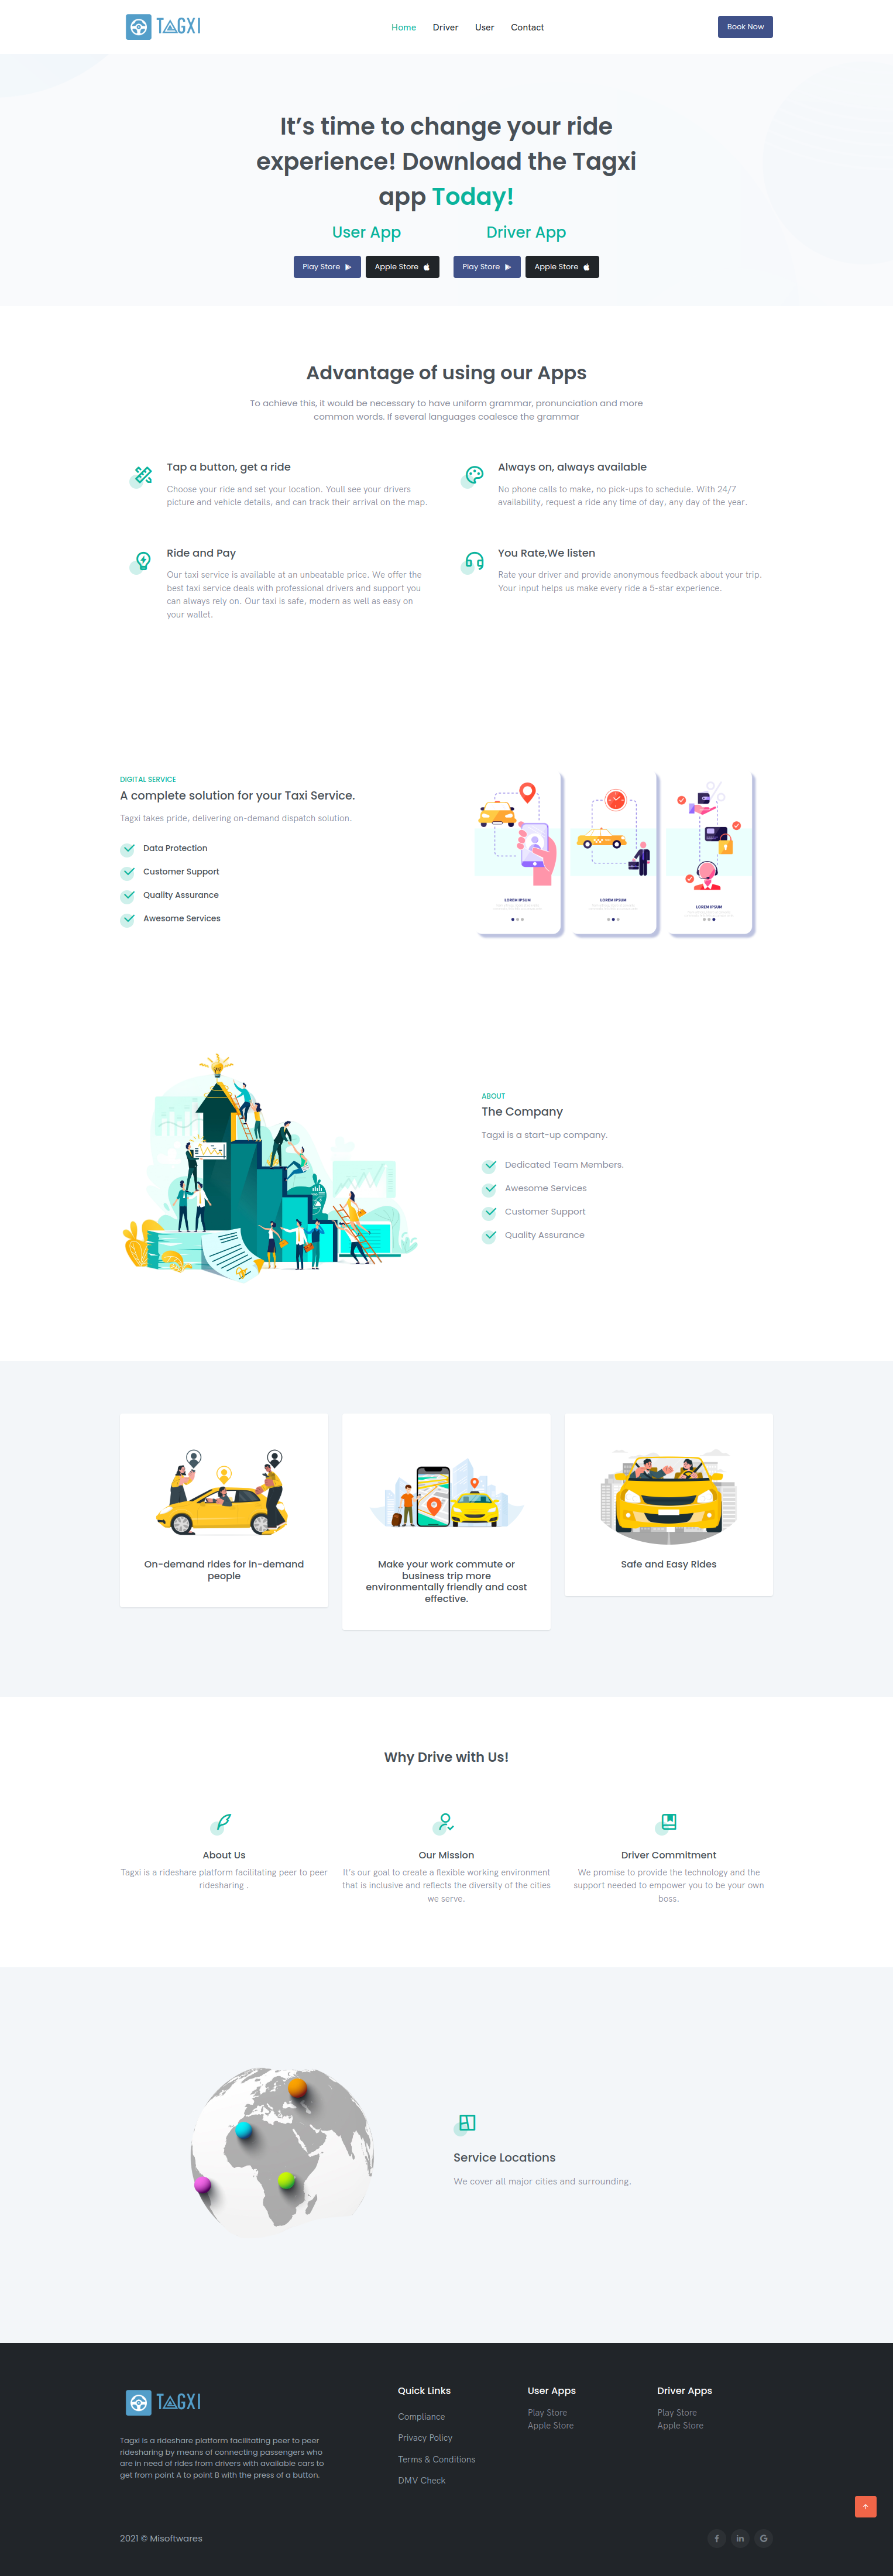 TAGXI
Home Driver User Contact
Book Now
It's time to change your ride
experience! Download the Tagxi
app Today!
User App
Driver App
Play Store
Apple Store
Play Store
Apple Store
Advantage of using our Apps
To achieve this, it would be necessary to have uniform grammar, pronunciation and more
common words. If several languages coalesce the grammar
Tap a button, get a ride
Choose your ride and set your location. Youll see your drivers
picture and vehicle details, and can track their arrival on the map.
Always on, always available
No phone calls to make, no pick-ups to schedule. With 24/7
availability, request a ride any time of day, any day of the year.
Ride and Pay
Our taxi service is available at an unbeatable price. We offer the
best taxi service deals with professional drivers and support you
can always rely on. Our taxi is safe, modern as well as easy on
your wallet.
You Rate,We listen
Rate your driver and provide anonymous feedback about your trip.
Your input helps us make every ride a 5-star experience.
DIGITAL SERVICE
A complete solution for your Taxi Service.
Tagxi takes pride, delivering on-demand dispatch solution.
Data Protection
Customer Support
Quality Assurance
Awesome Services
LOREM IPSUM
LOREM IPSUM
LOREM IPSUM
ABOUT
The Company
Tagxi is a start-up company.
Dedicated Team Members.
Awesome Services
Customer Support
Quality Assurance
On-demand rides for in-demand
people
Make your work commute or
business trip more
environmentally friendly and cost
effective.
Safe and Easy Rides
Why Drive with Us!
About Us
Tagxi is a rideshare platform facilitating peer to peer
ridesharing .
Our Mission
It's our goal to create a flexible working environment
that is inclusive and reflects the diversity of the cities
we serve.
Driver Commitment
We promise to provide the technology and the
support needed to empower you to be your own
boss.
Service Locations
We cover all major cities and surrounding.
TAGXI
Tagxi is a rideshare platform facilitating peer to peer
ridesharing by means of connecting passengers who
are in need of rides from drivers with available cars to
get from point A to point B with the press of a button.
Quick Links
Compliance
Privacy Policy
Terms & Conditions
DMV Check
User Apps
Play Store
Apple Store
Driver Apps
Play Store
Apple Store
2021 © Misoftwares